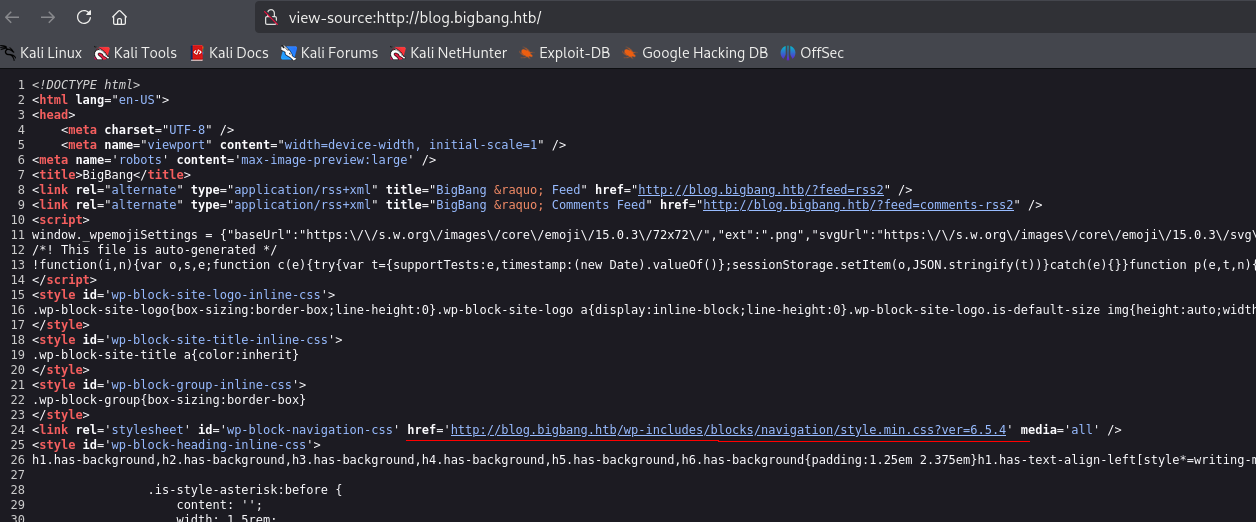 view-source:http://blog.bigbang.htb/
Kali Linux Kali Tools Kali Docs Kali Forums Kali NetHunter Exploit-DB Google Hacking DB OffSec
1 <!DOCTYPE html>
2 <html lang="en-US">
3 <head>
4 <meta charset="UTF-8" />
5 <meta name="viewport" content="width=device-width, initial-scale=1" />
6 <meta name='robots' content='max-image-preview:large' />
7 <title>BigBang</title>
8 <link rel="alternate" type="application/rss+xml" title="BigBang &raquo; Feed" href="http://blog.bigbang.htb/?feed=rss2" />
9 <link rel="alternate" type="application/rss+xml" title="BigBang &raquo; Comments Feed" href="http://blog.bigbang.htb/?feed=comments-rss2" />
10 <script>
11 window._wpemojiSettings = {"baseUrl":"https:\/\/s.w.org\/images\/core\/emoji\/15.0.3\/72x72\/","ext":".png","svgUrl":"https:\/\/s.w.org\/images\/core\/emoji\/15.0.3\/svg\
12 /*! This file is auto-generated */
13 !function(i,n){var o,s,e;function c(e){try{var t={supportTests:e,timestamp:(new Date).valueOf()};sessionStorage.setItem(o,JSON.stringify(t))}catch(e){}}function p(e,t,n){
14 </script>
15 <style id='wp-block-site-logo-inline-css'>
16 .wp-block-site-logo{box-sizing:border-box;line-height:0}.wp-block-site-logo a{display:inline-block;line-height:0}.wp-block-site-logo.is-default-size img{height:auto;width
17 </style>
18 <style id='wp-block-site-title-inline-css'>
19 .wp-block-site-title a{color:inherit}
20 </style>
21 <style id='wp-block-group-inline-css'>
22 .wp-block-group{box-sizing:border-box}
23 </style>
24 <link rel='stylesheet' id='wp-block-navigation-css' href='http://blog.bigbang.htb/wp-includes/blocks/navigation/style.min.css?ver=6.5.4' media='all' />
25 <style id='wp-block-heading-inline-css'>
26 h1.has-background,h2.has-background,h3.has-background,h4.has-background,h5.has-background,h6.has-background{padding:1.25em 2.375em}h1.has-text-align-left[style*=writing-m
27
28 .is-style-asterisk:before {
29 content: '';
30 width: 1.5rem;